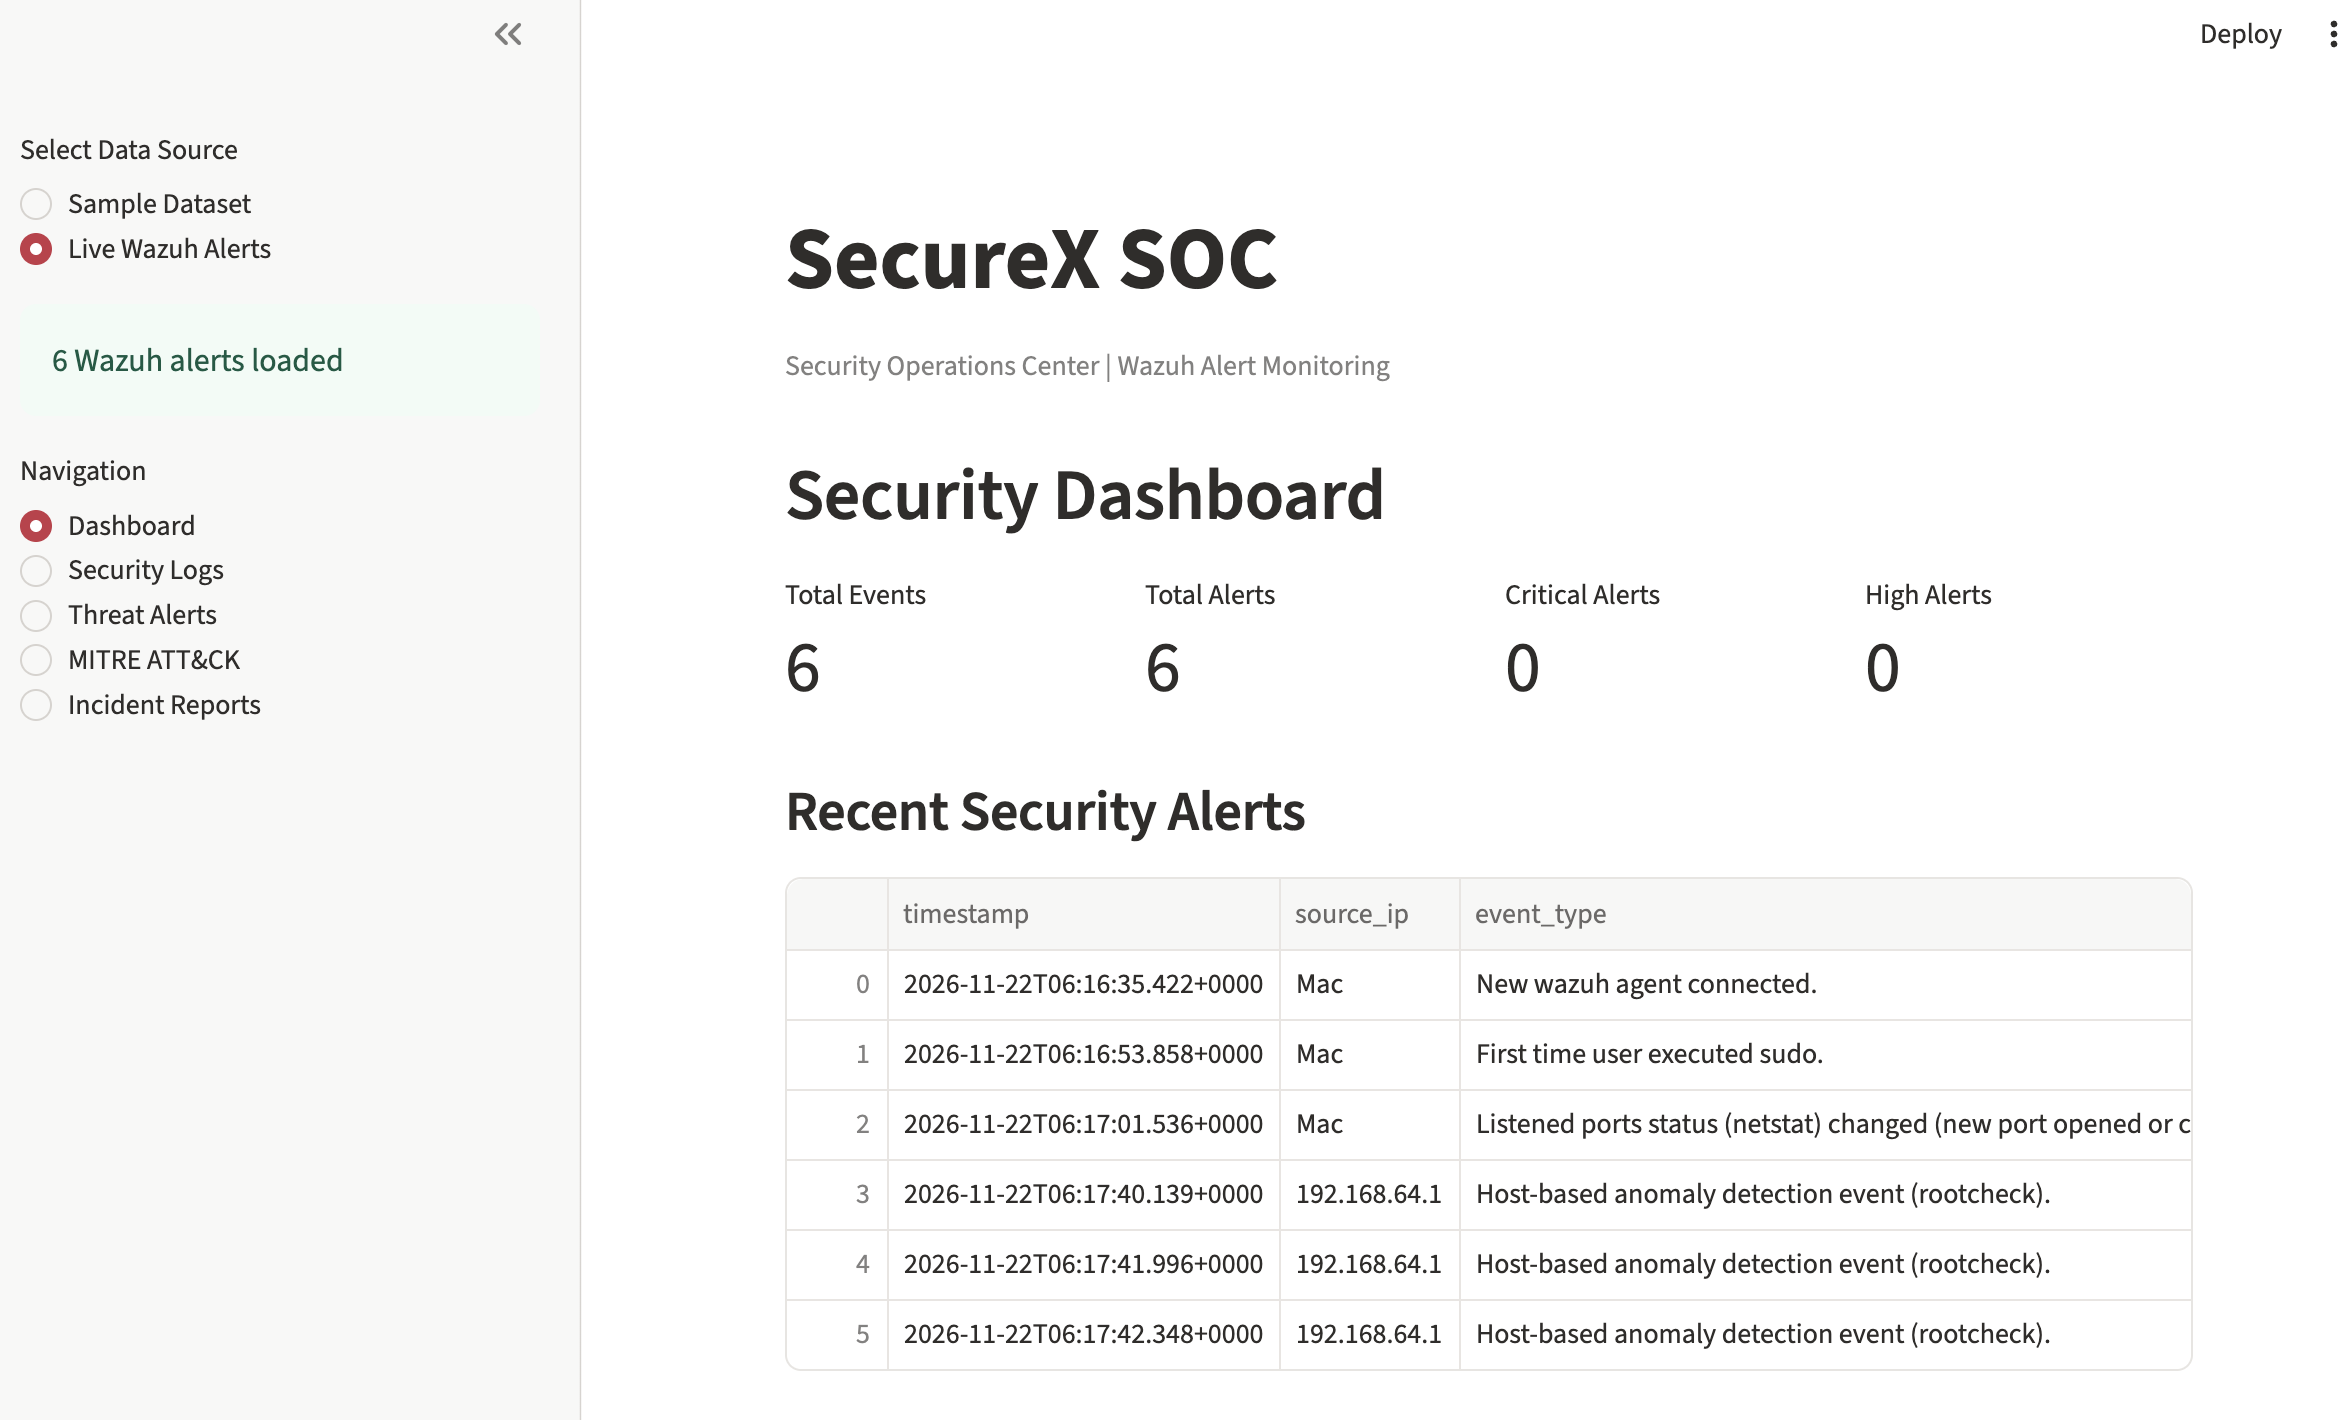 Deploy
Select Data Source
Sample Dataset
Live Wazuh Alerts
6 Wazuh alerts loaded
Navigation
Dashboard
Security Logs
Threat Alerts
MITRE ATT&CK
Incident Reports
SecureX SOC
Security Operations Center | Wazuh Alert Monitoring
Security Dashboard
Total Events Total Alerts Critical Alerts High Alerts
6 6 0 0
Recent Security Alerts
timestamp source_ip event_type
0 2026-11-22T06:16:35.422+0000 Mac New wazuh agent connected.
1 2026-11-22T06:16:53.858+0000 Mac First time user executed sudo.
2 2026-11-22T06:17:01.536+0000 Mac Listened ports status (netstat) changed (new port opened or c
3 2026-11-22T06:17:40.139+0000 192.168.64.1 Host-based anomaly detection event (rootcheck).
4 2026-11-22T06:17:41.996+0000 192.168.64.1 Host-based anomaly detection event (rootcheck).
5 2026-11-22T06:17:42.348+0000 192.168.64.1 Host-based anomaly detection event (rootcheck).